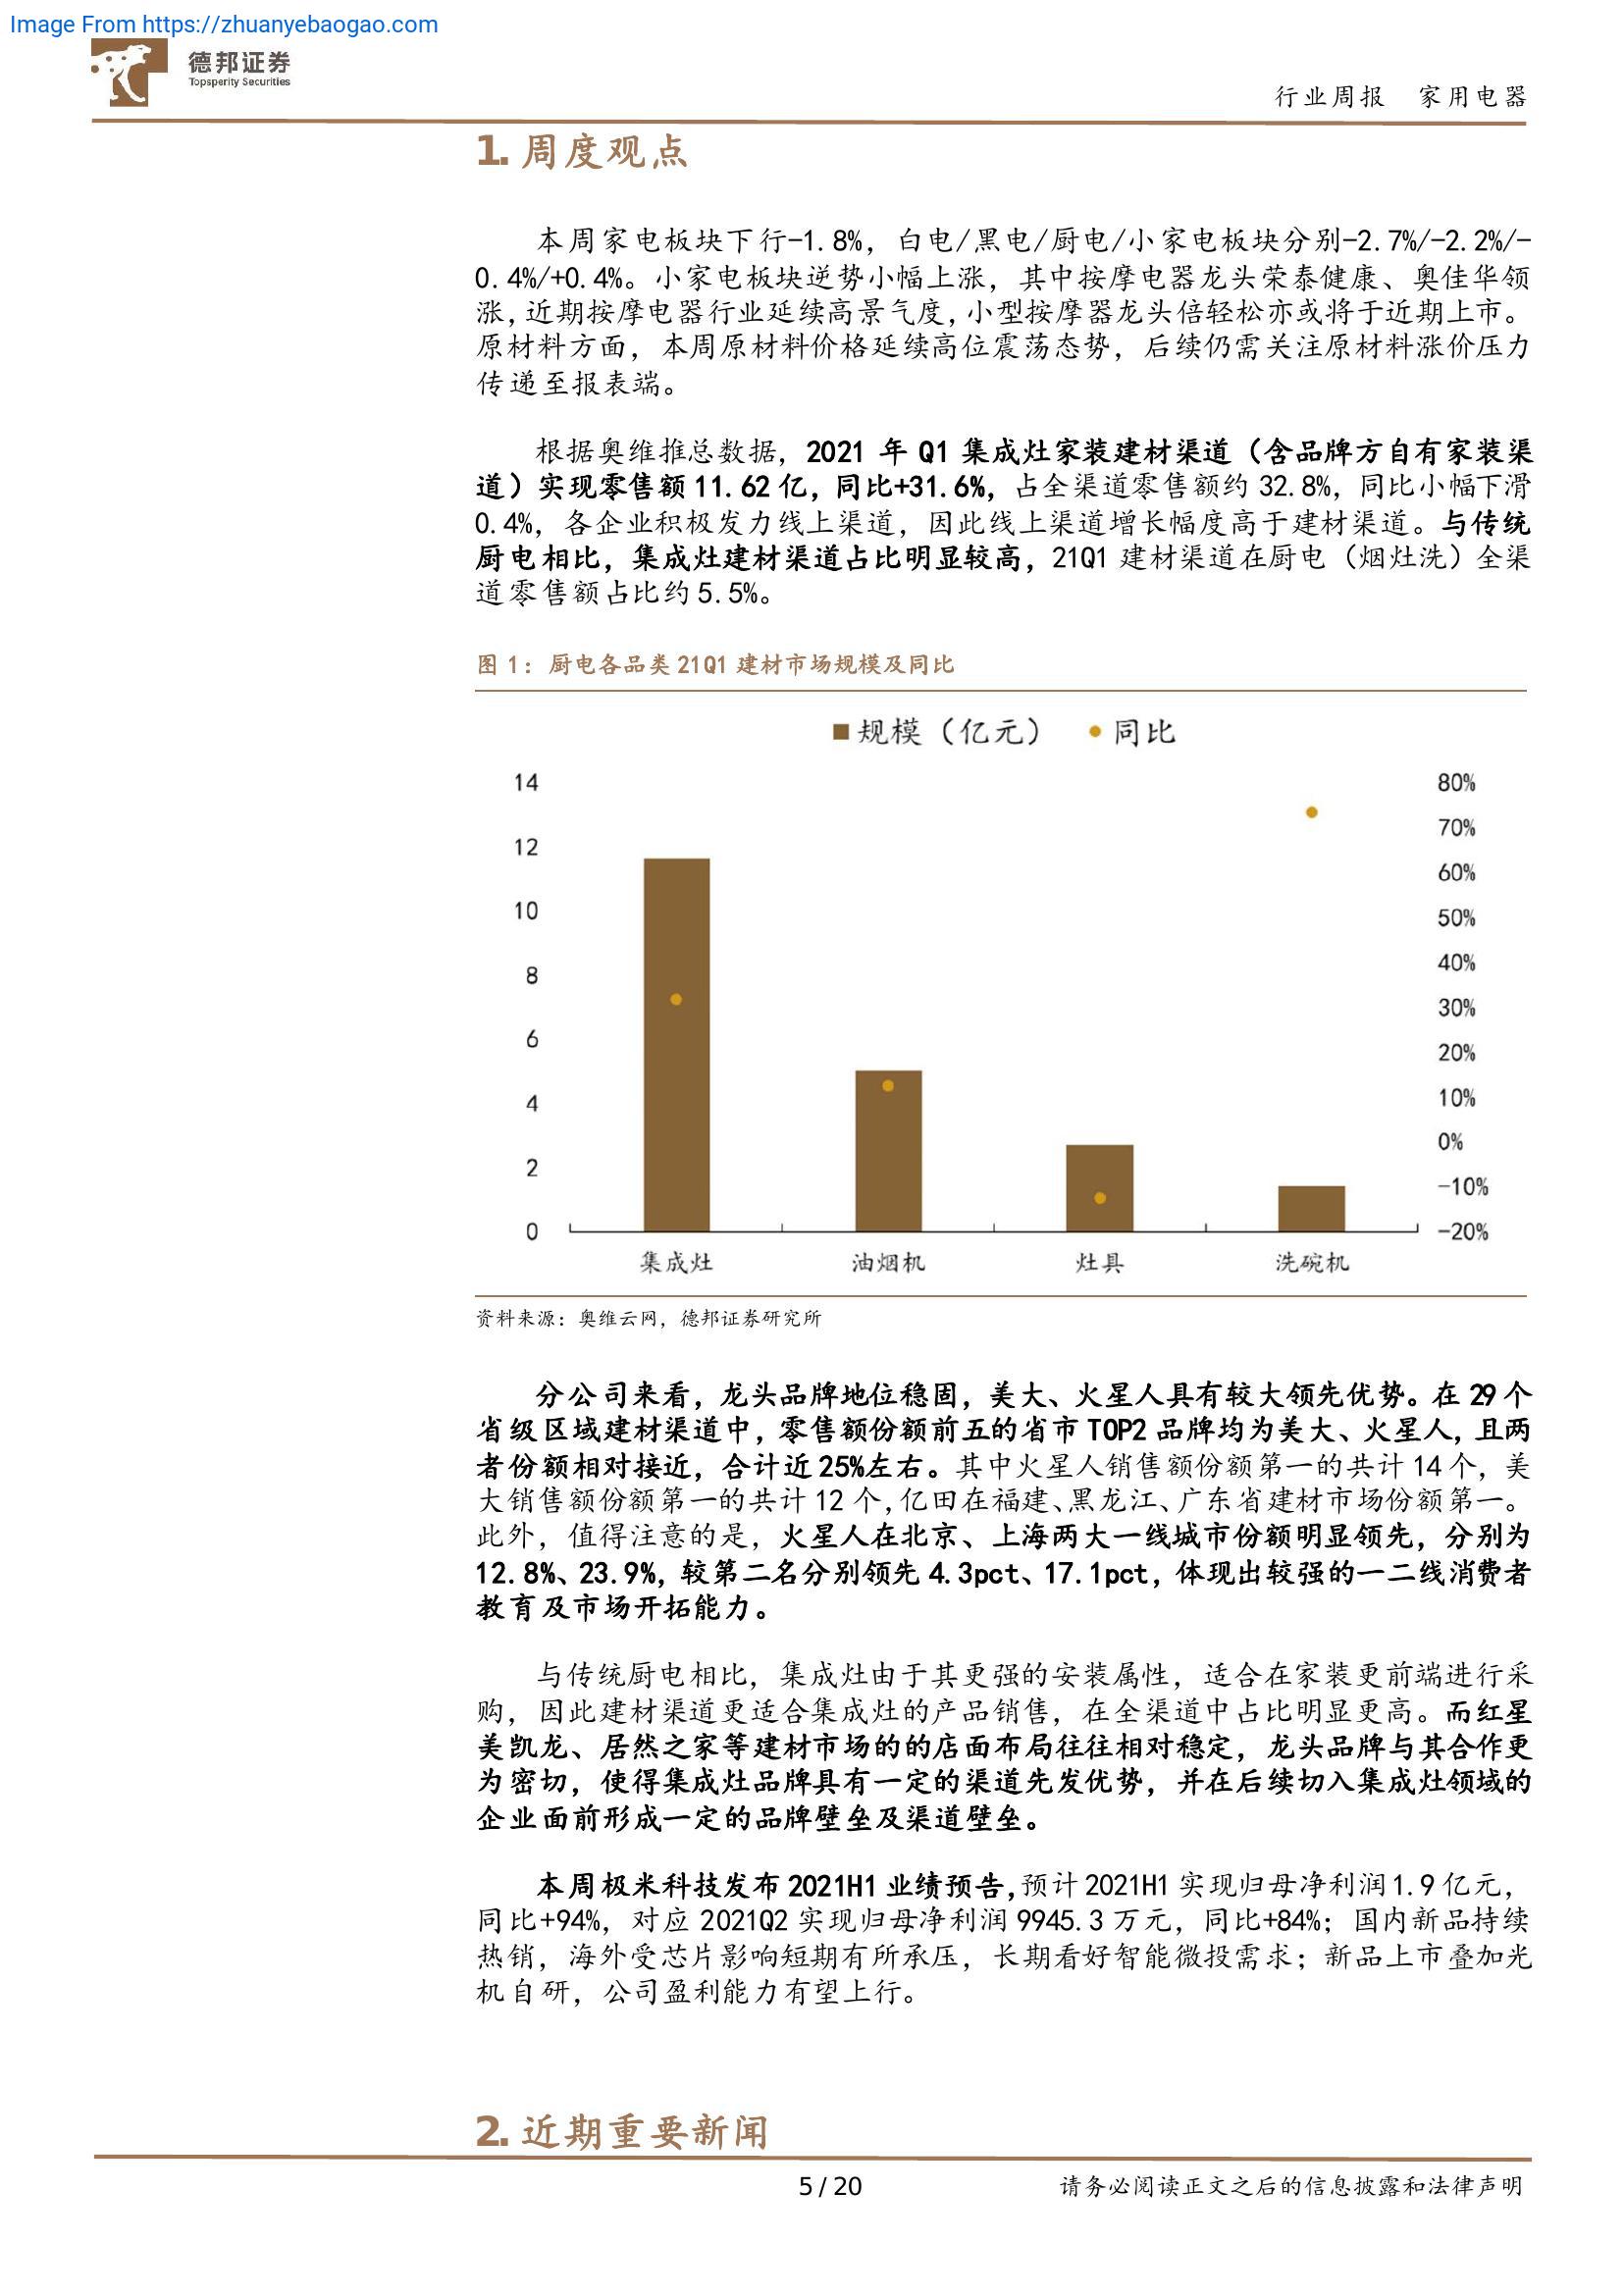 Image From https://zhuanyebaogao.com
德邦证券
Topsperity Securities
行业周报 家用电器
1. 周度观点
本周家电板块下行-1.8%，白电/黑电/厨电/小家电板块分别-2.7%/-2.2%/-
0.4%/+0.4%。小家电板块逆势小幅上涨，其中按摩电器龙头荣泰健康、奥佳华领
涨，近期按摩电器行业延续高景气度，小型按摩器龙头倍轻松亦或将于近期上市。
原材料方面，本周原材料价格延续高位震荡态势，后续仍需关注原材料涨价压力
传递至报表端。
根据奥维推总数据，2021 年 Q1 集成灶家装建材渠道（含品牌方自有家装渠
道）实现零售额 11.62 亿，同比+31.6%，占全渠道零售额约 32.8%，同比小幅下滑
0.4%，各企业积极发力线上渠道，因此线上渠道增长幅度高于建材渠道。与传统
厨电相比，集成灶建材渠道占比明显较高，21Q1 建材渠道在厨电（烟灶洗）全渠
道零售额占比约 5.5%。
图 1：厨电各品类 21Q1 建材市场规模及同比
规模（亿元） 同比
14
12
10
8
6
4
2
0
80%
70%
60%
50%
40%
30%
20%
10%
0%
-10%
-20%
集成灶 油烟机 灶具 洗碗机
资料来源：奥维云网，德邦证券研究所
分公司来看，龙头品牌地位稳固，美大、火星人具有较大领先优势。在 29 个
省级区域建材渠道中，零售额份额前五的省市 TOP2 品牌均为美大、火星人，且两
者份额相对接近，合计近 25%左右。其中火星人销售额份额第一的共计 14 个，美
大销售额份额第一的共计 12 个，亿田在福建、黑龙江、广东省建材市场份额第一。
此外，值得注意的是，火星人在北京、上海两大一线城市份额明显领先，分别为
12.8%、23.9%，较第二名分别领先 4.3pct、17.1pct，体现出较强的一二线消费者
教育及市场开拓能力。
与传统厨电相比，集成灶由于其更强的安装属性，适合在家装更前端进行采
购，因此建材渠道更适合集成灶的产品销售，在全渠道中占比明显更高。而红星
美凯龙、居然之家等建材市场的的店面布局往往相对稳定，龙头品牌与其合作更
为密切，使得集成灶品牌具有一定的渠道先发优势，并在后续切入集成灶领域的
企业面前形成一定的品牌壁垒及渠道壁垒。
本周极米科技发布 2021H1 业绩预告，预计 2021H1 实现归母净利润 1.9 亿元，
同比+94%，对应 2021Q2 实现归母净利润 9945.3 万元，同比+84%；国内新品持续
热销，海外受芯片影响短期有所承压，长期看好智能微投需求；新品上市叠加光
机自研，公司盈利能力有望上行。
2. 近期重要新闻
5 / 20
请务必阅读正文之后的信息披露和法律声明